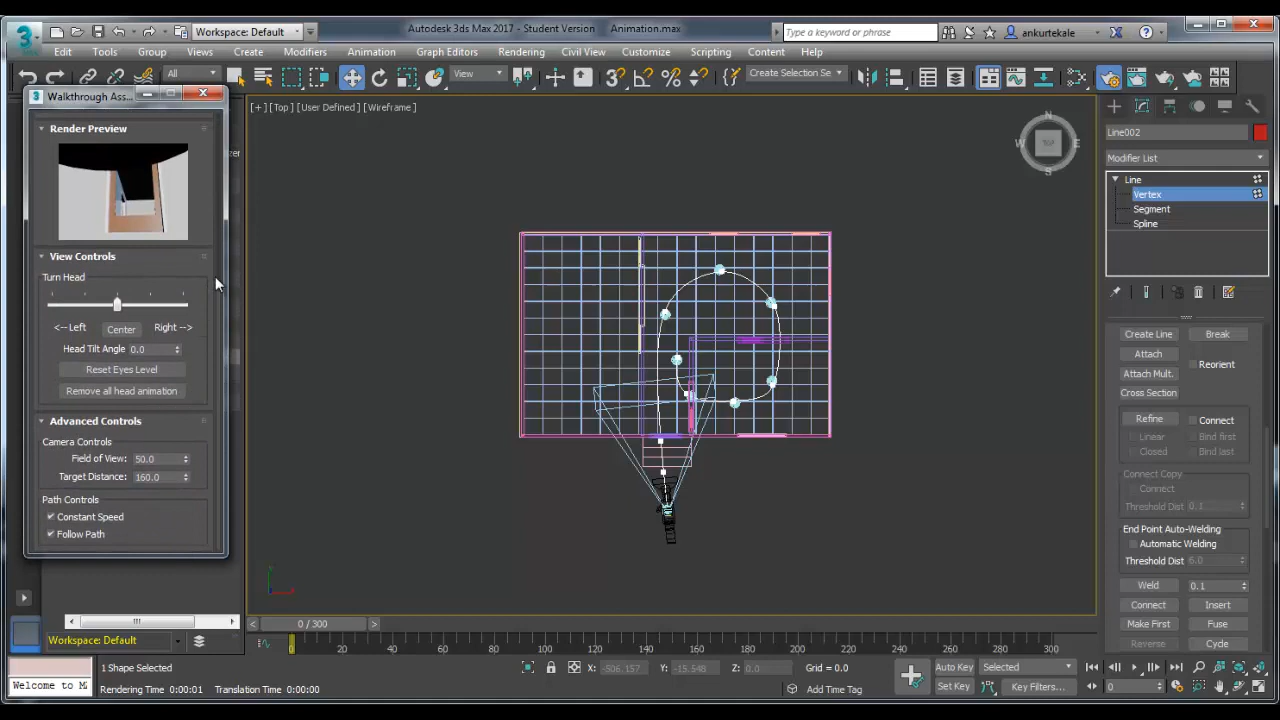 Workspace: Default
Autodesk 3ds Max 2017 - Student Version Animation.max
Type a keyword or phrase
ankurtekale
Edit Tools Group Views Create Modifiers Animation Graph Editors Rendering Civil View Customize Scripting Content Help
All
View
Create Selection Se
Walkthrough Ass...
[+] [Top] [User Defined] [Wireframe]
Render Preview
View Controls
Turn Head
<--Left Center Right -->
Head Tilt Angle 0.0
Reset Eyes Level
Remove all head animation
Advanced Controls
Camera Controls
Field of View: 50.0
Target Distance: 160.0
Path Controls
Constant Speed
Follow Path
N
W TOP E
S
Line002
Modifier List
Line
Vertex
Segment
Spline
Create Line Break
Attach Reorient
Attach Mult.
Cross Section
Refine Connect
Linear Bind first
Closed Bind last
Connect Copy
Connect
Threshold Dist 0.1
End Point Auto-Welding
Automatic Welding
Threshold Dist 6.0
Weld 0.1
Connect Insert
Make First Fuse
Reverse Cycle
0 / 300
Workspace: Default
0 20 40 60 80 100 120 140 160 180 200 220 240 260 280 300
1 Shape Selected
X: -506.157 Y: -15.548 Z: 0.0 Grid = 0.0
Auto Key Selected
Welcome to M
Rendering Time 0:00:01 Translation Time 0:00:00
Add Time Tag
Set Key Key Filters...
0